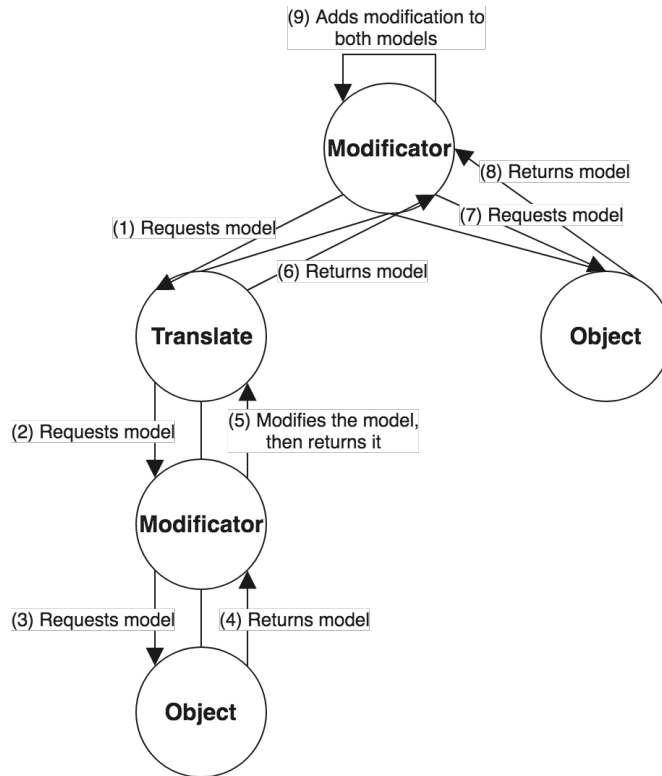 (9) Adds modification to
both models
Modificator
(8) Returns model
(7) Requests model
(1) Requests model
(6) Returns model
Translate
Object
(5) Modifies the model,
then returns it
(2) Requests model
Modificator
(3) Requests model
(4) Returns model
Object